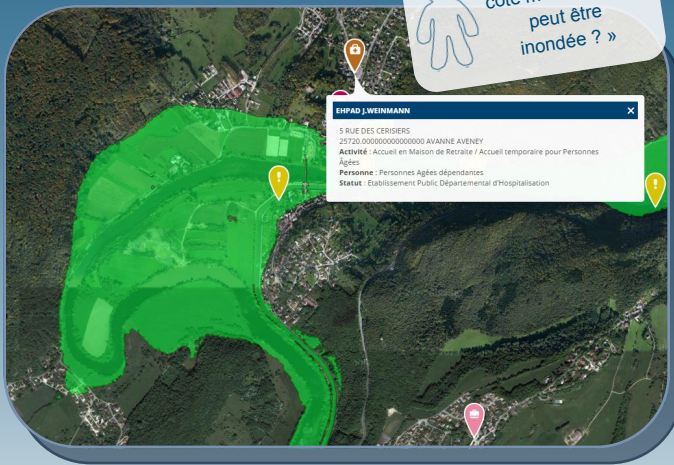 peut être
inondée ? »
EHPAD J.WEINMANN
5 RUE DES CERISIERS
25720.000000000000000 AVANNE AVENEY
Activité : Accueil en Maison de Retraite / Accueil temporaire pour Personnes
Âgées
Personne : Personnes Agées dépendantes
Statut : Etablissement Public Départemental d'Hospitalisation